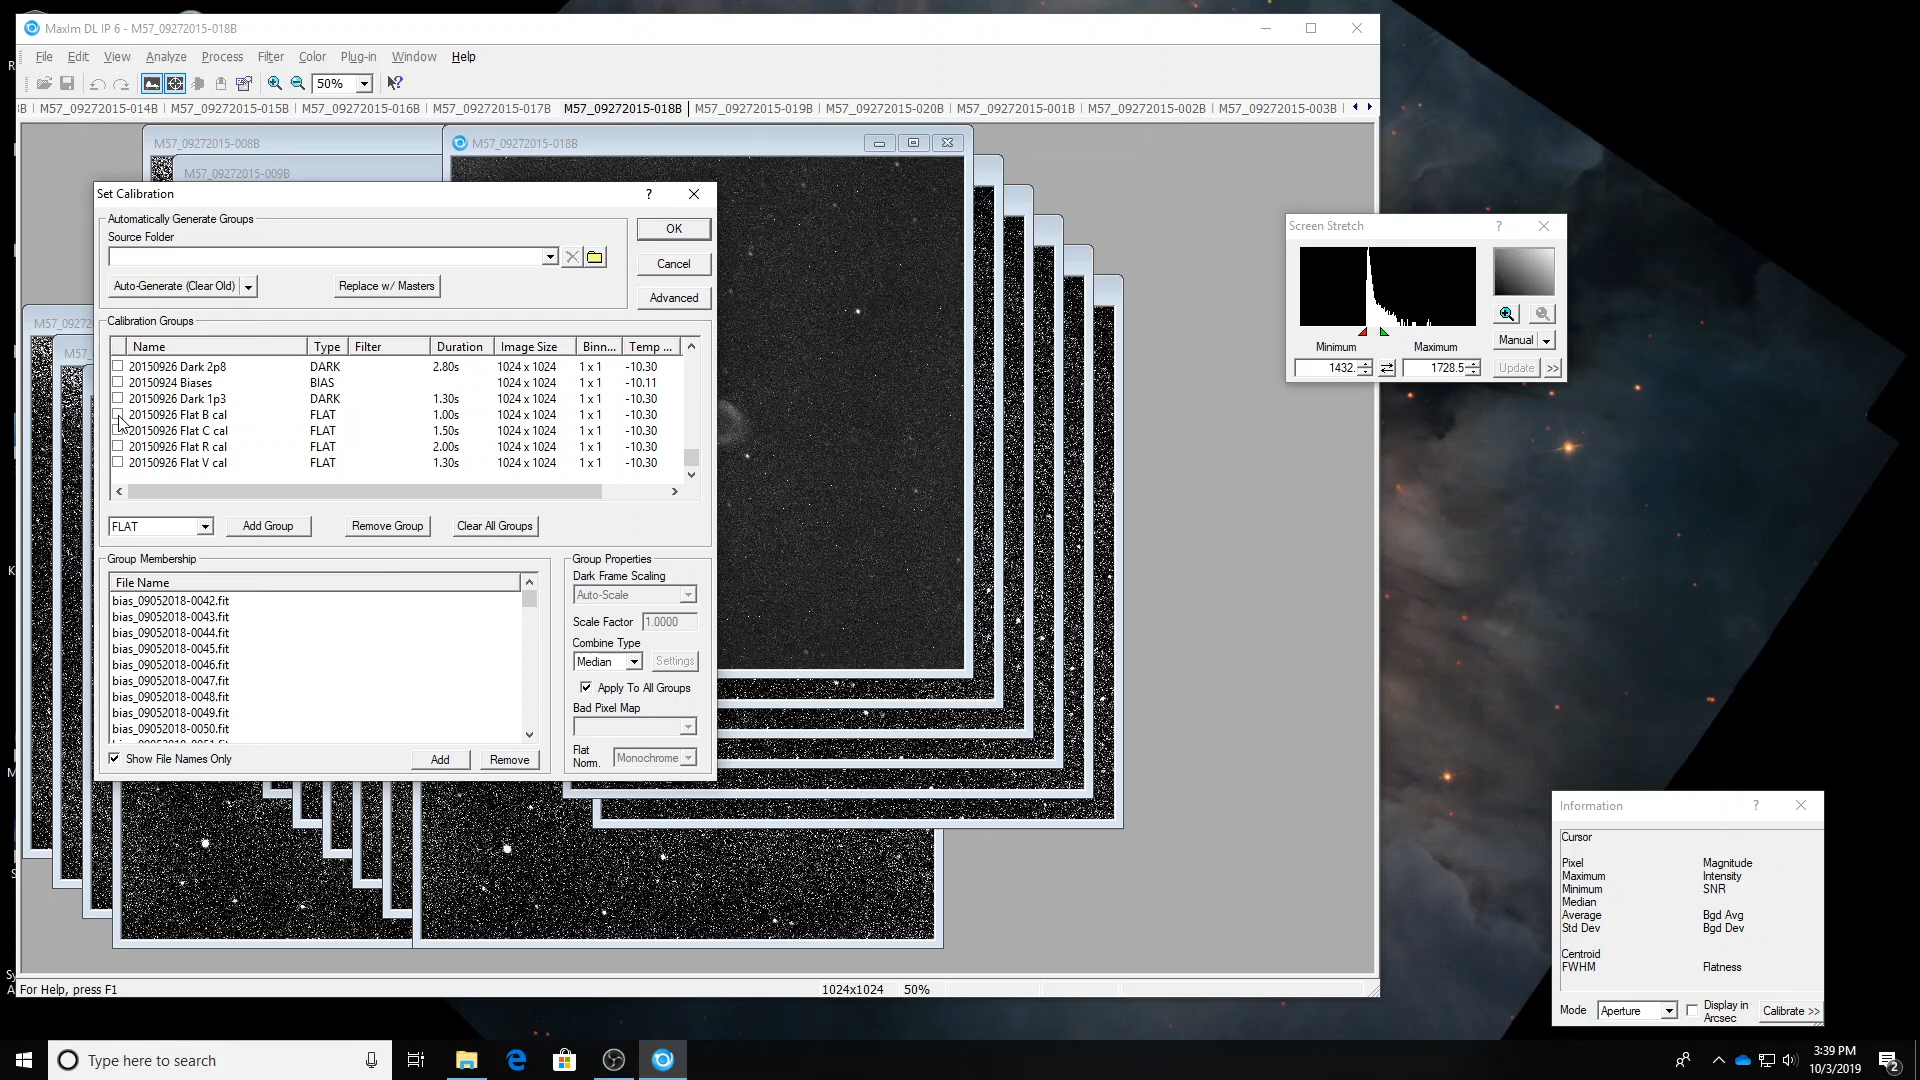 MaxIm DL IP 6 - M57_09272015-018B
File Edit View Analyze Process Filter Color Plug-in Window Help
50%
B M57_09272015-014B M57_09272015-015B M57_09272015-016B M57_09272015-017B M57_09272015-018B M57_09272015-019B M57_09272015-020B M57_09272015-001B M57_09272015-002B M57_09272015-003B
M57_09272015-008B
M57_09272015-018B
M57_09272015-009B
Set Calibration
?
Automatically Generate Groups
Source Folder
OK
Cancel
Auto-Generate (Clear Old)
Replace w/ Masters
Advanced
M57_0927
M5
Calibration Groups
Name Type Filter Duration Image Size Binn... Temp ...
20150926 Dark 2p8 DARK 2.80s 1024 x 1024 1 x 1 -10.30
20150924 Biases BIAS 1024 x 1024 1 x 1 -10.11
20150926 Dark 1p3 DARK 1.30s 1024 x 1024 1 x 1 -10.30
20150926 Flat B cal FLAT 1.00s 1024 x 1024 1 x 1 -10.30
20150926 Flat C cal FLAT 1.50s 1024 x 1024 1 x 1 -10.30
20150926 Flat R cal FLAT 2.00s 1024 x 1024 1 x 1 -10.30
20150926 Flat V cal FLAT 1.30s 1024 x 1024 1 x 1 -10.30
FLAT
Add Group
Remove Group
Clear All Groups
Group Membership
File Name
bias_09052018-0042.fit
bias_09052018-0043.fit
bias_09052018-0044.fit
bias_09052018-0045.fit
bias_09052018-0046.fit
bias_09052018-0047.fit
bias_09052018-0048.fit
bias_09052018-0049.fit
bias_09052018-0050.fit
bias_09052018-0051.fit
Show File Names Only
Add
Remove
Group Properties
Dark Frame Scaling
Auto-Scale
Scale Factor 1.0000
Combine Type
Median Settings
Apply To All Groups
Bad Pixel Map
Flat
Norm.
Monochrome
Screen Stretch
?
Minimum Maximum
Manual
1432. 1728.5
Update >>
Information
?
Cursor
Pixel Magnitude
Maximum Intensity
Minimum SNR
Median
Average Bgd Avg
Std Dev Bgd Dev
Centroid
FWHM Flatness
Mode Aperture
Display in
Arcsec
Calibrate >>
For Help, press F1
1024x1024 50%
Type here to search
3:39 PM
10/3/2019
2